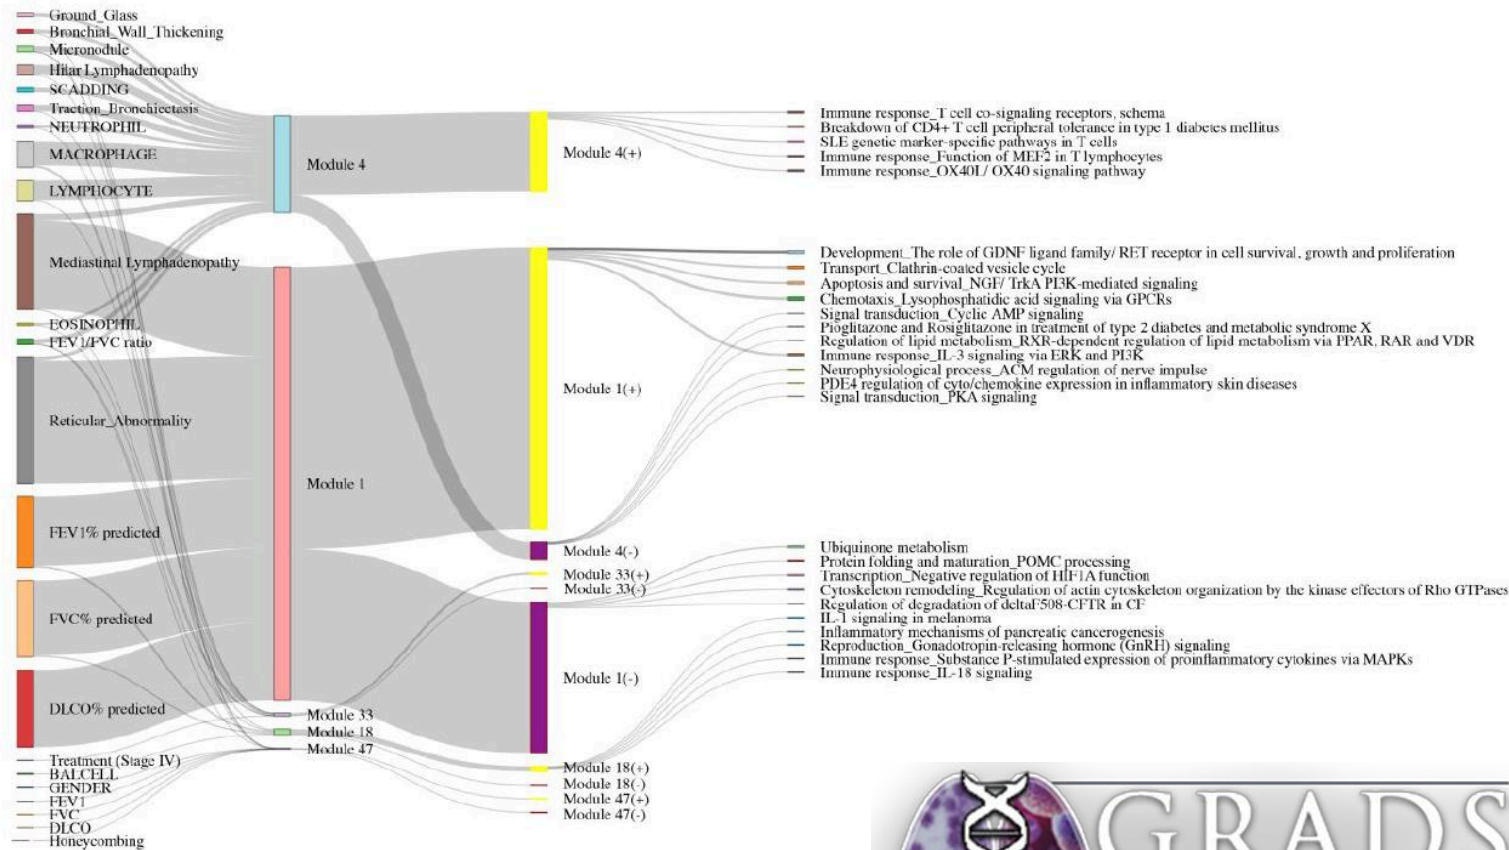 Ground_Glass
Bronchial_Wall_Thickening
Micronodule
Hilar Lymphadenopathy
SCADDING
Traction_Bronchiectasis
NEUTROPHIL
MACROPHAGE
LYMPHOCYTE
Mediastinal Lymphadenopathy
EOSINOPHIL
FEV1/FVC ratio
Reticular_Abnormality
FEV1% predicted
FVC% predicted
DLCO% predicted
Treatment (Stage IV)
BALCELL
GENDER
FEV1
FVC
DLCO
Honeycombing
Module 4
Module 1
Module 33
Module 18
Module 47
Module 4(+)
Module 1(+)
Module 4(-)
Module 33(+)
Module 33(-)
Module 1(-)
Module 18(+)
Module 18(-)
Module 47(+)
Module 47(-)
Immune response_T cell co-signaling receptors, schema
Breakdown of CD4+ T cell peripheral tolerance in type 1 diabetes mellitus
SLE genetic marker-specific pathways in T cells
Immune response_Function of MEF2 in T lymphocytes
Immune response_OX40L/ OX40 signaling pathway
Development_The role of GDNF ligand family/ RET receptor in cell survival, growth and proliferation
Transport_Clathrin-coated vesicle cycle
Apoptosis and survival_NGF/ TrkA PI3K-mediated signaling
Chemotaxis_Lysophosphatidic acid signaling via GPCRs
Signal transduction_Cyclic AMP signaling
Pioglitazone and Rosiglitazone in treatment of type 2 diabetes and metabolic syndrome X
Regulation of lipid metabolism_RXR-dependent regulation of lipid metabolism via PPAR, RAR and VDR
Immune response_IL-3 signaling via ERK and PI3K
Neurophysiological process_ACM regulation of nerve impulse
PDE4 regulation of cyto/chemokine expression in inflammatory skin diseases
Signal transduction_PKA signaling
Ubiquinone metabolism
Protein folding and maturation_POMC processing
Transcription_Negative regulation of HIF1A function
Cytoskeleton remodeling_Regulation of actin cytoskeleton organization by the kinase effectors of Rho GTPases
Regulation of degradation of deltaF508-CFTR in CF
IL-1 signaling in melanoma
Inflammatory mechanisms of pancreatic cancerogenesis
Reproduction_Gonadotropin-releasing hormone (GnRH) signaling
Immune response_Substance P-stimulated expression of proinflammatory cytokines via MAPKs
Immune response_IL-18 signaling
GRADS